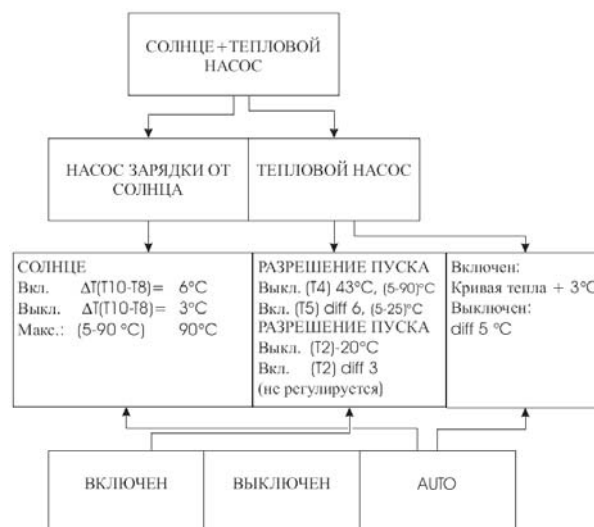 СОЛНЦЕ+ТЕПЛОВОЙ
НАСОС
НАСОС ЗАРЯДКИ ОТ
СОЛНЦА
ТЕПЛОВОЙ НАСОС
СОЛНЦЕ
Вкл. ΔT(T10-T8)= 6°C
Выкл. ΔT(T10-T8)= 3°C
Макс.: (5-90 °C) 90°C
РАЗРЕШЕНИЕ ПУСКА
Выкл. (T4) 43°C, (5-90)°C
Вкл. (T5) diff 6, (5-25)°C
РАЗРЕШЕНИЕ ПУСКА
Выкл. (T2)-20°C
Вкл. (T2) diff 3
(не регулируется)
Включен:
Кривая тепла + 3°C
Выключен:
diff 5 °C
ВКЛЮЧЕН
ВЫКЛЮЧЕН
AUTO